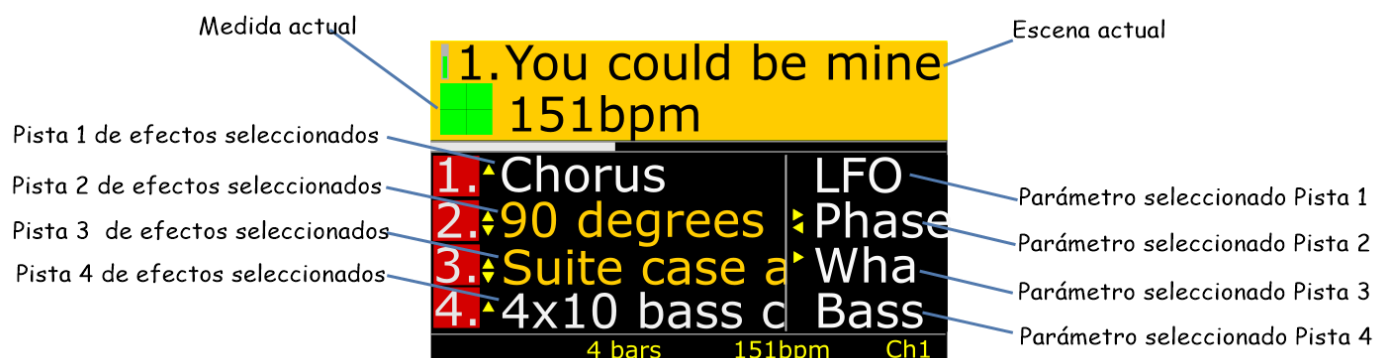 Medida actual
Escena actual
1.You could be mine
151bpm
Pista 1 de efectos seleccionados
1. Chorus LFO
Parámetro seleccionado Pista 1
Pista 2 de efectos seleccionados
2. 90 degrees Phase
Parámetro seleccionado Pista 2
Pista 3 de efectos seleccionados
3. Suite case a Wha
Parámetro seleccionado Pista 3
Pista 4 de efectos seleccionados
4. 4x10 bass c Bass
Parámetro seleccionado Pista 4
4 bars 151bpm Ch1